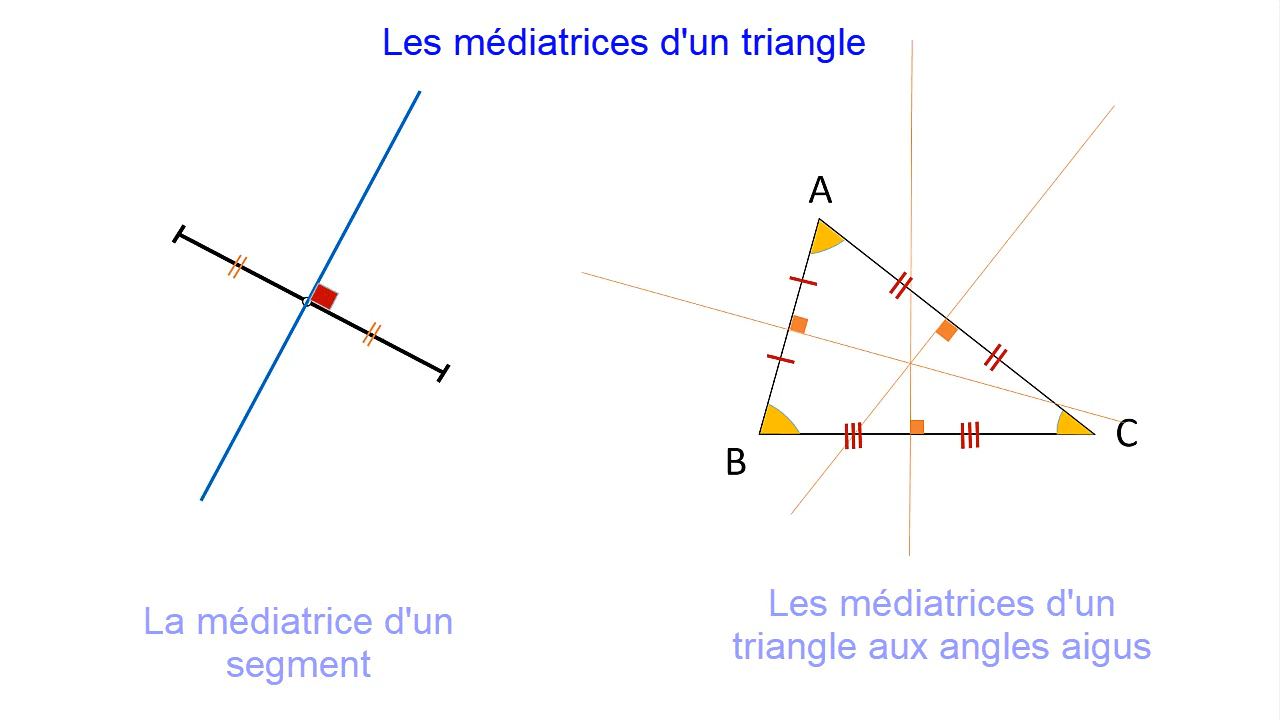 Les médiatrices d'un triangle
A
B
C
La médiatrice d'un
segment
Les médiatrices d'un
triangle aux angles aigus